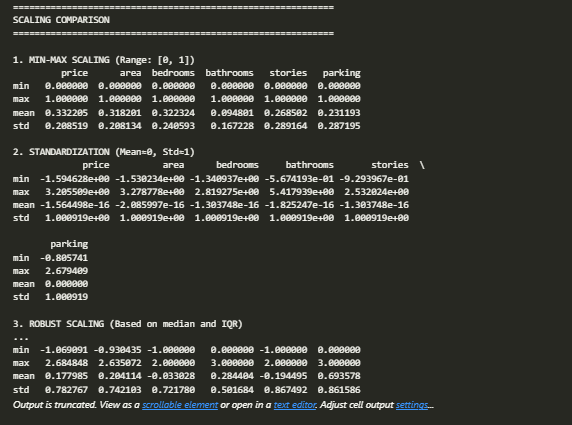 ============================================================
SCALING COMPARISON
============================================================

1. MIN-MAX SCALING (Range: [0, 1])
         price      area  bedrooms  bathrooms   stories   parking
min   0.000000  0.000000  0.000000   0.000000  0.000000  0.000000
max   1.000000  1.000000  1.000000   1.000000  1.000000  1.000000
mean  0.332205  0.318201  0.322324   0.094801  0.268502  0.231193
std   0.208519  0.208134  0.240593   0.167228  0.289164  0.287195

2. STANDARDIZATION (Mean≈0, Std≈1)
             price          area      bedrooms     bathrooms       stories  \
min  -1.594628e+00 -1.530234e+00 -1.340937e+00 -5.674193e-01 -9.293967e-01
max   3.205509e+00  3.278778e+00  2.819275e+00  5.417939e+00  2.532024e+00
mean -1.564498e-16 -2.085997e-16 -1.303748e-16 -1.825247e-16 -1.303748e-16
std   1.000919e+00  1.000919e+00  1.000919e+00  1.000919e+00  1.000919e+00

       parking
min  -0.805741
max   2.679409
mean  0.000000
std   1.000919

3. ROBUST SCALING (Based on median and IQR)
...
min  -1.069091 -0.930435 -1.000000   0.000000 -1.000000  0.000000
max   2.684848  2.635072  2.000000   3.000000  2.000000  3.000000
mean  0.177985  0.204114 -0.033028   0.284404 -0.194495  0.693578
std   0.782767  0.742103  0.721780   0.501684  0.867492  0.861586
Output is truncated. View as a scrollable element or open in a text editor. Adjust cell output settings...